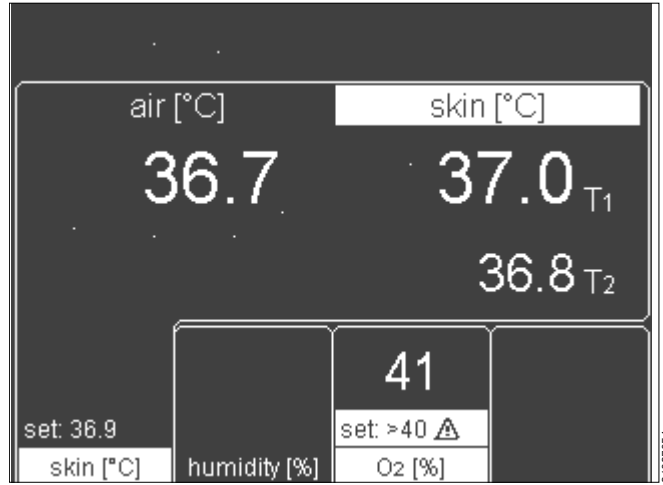 air [°C] skin [°C]
36.7 37.0 T1
36.8 T2
41
set: 36.9 set: >40 ⚠
skin [°C] humidity [%] O2 [%]